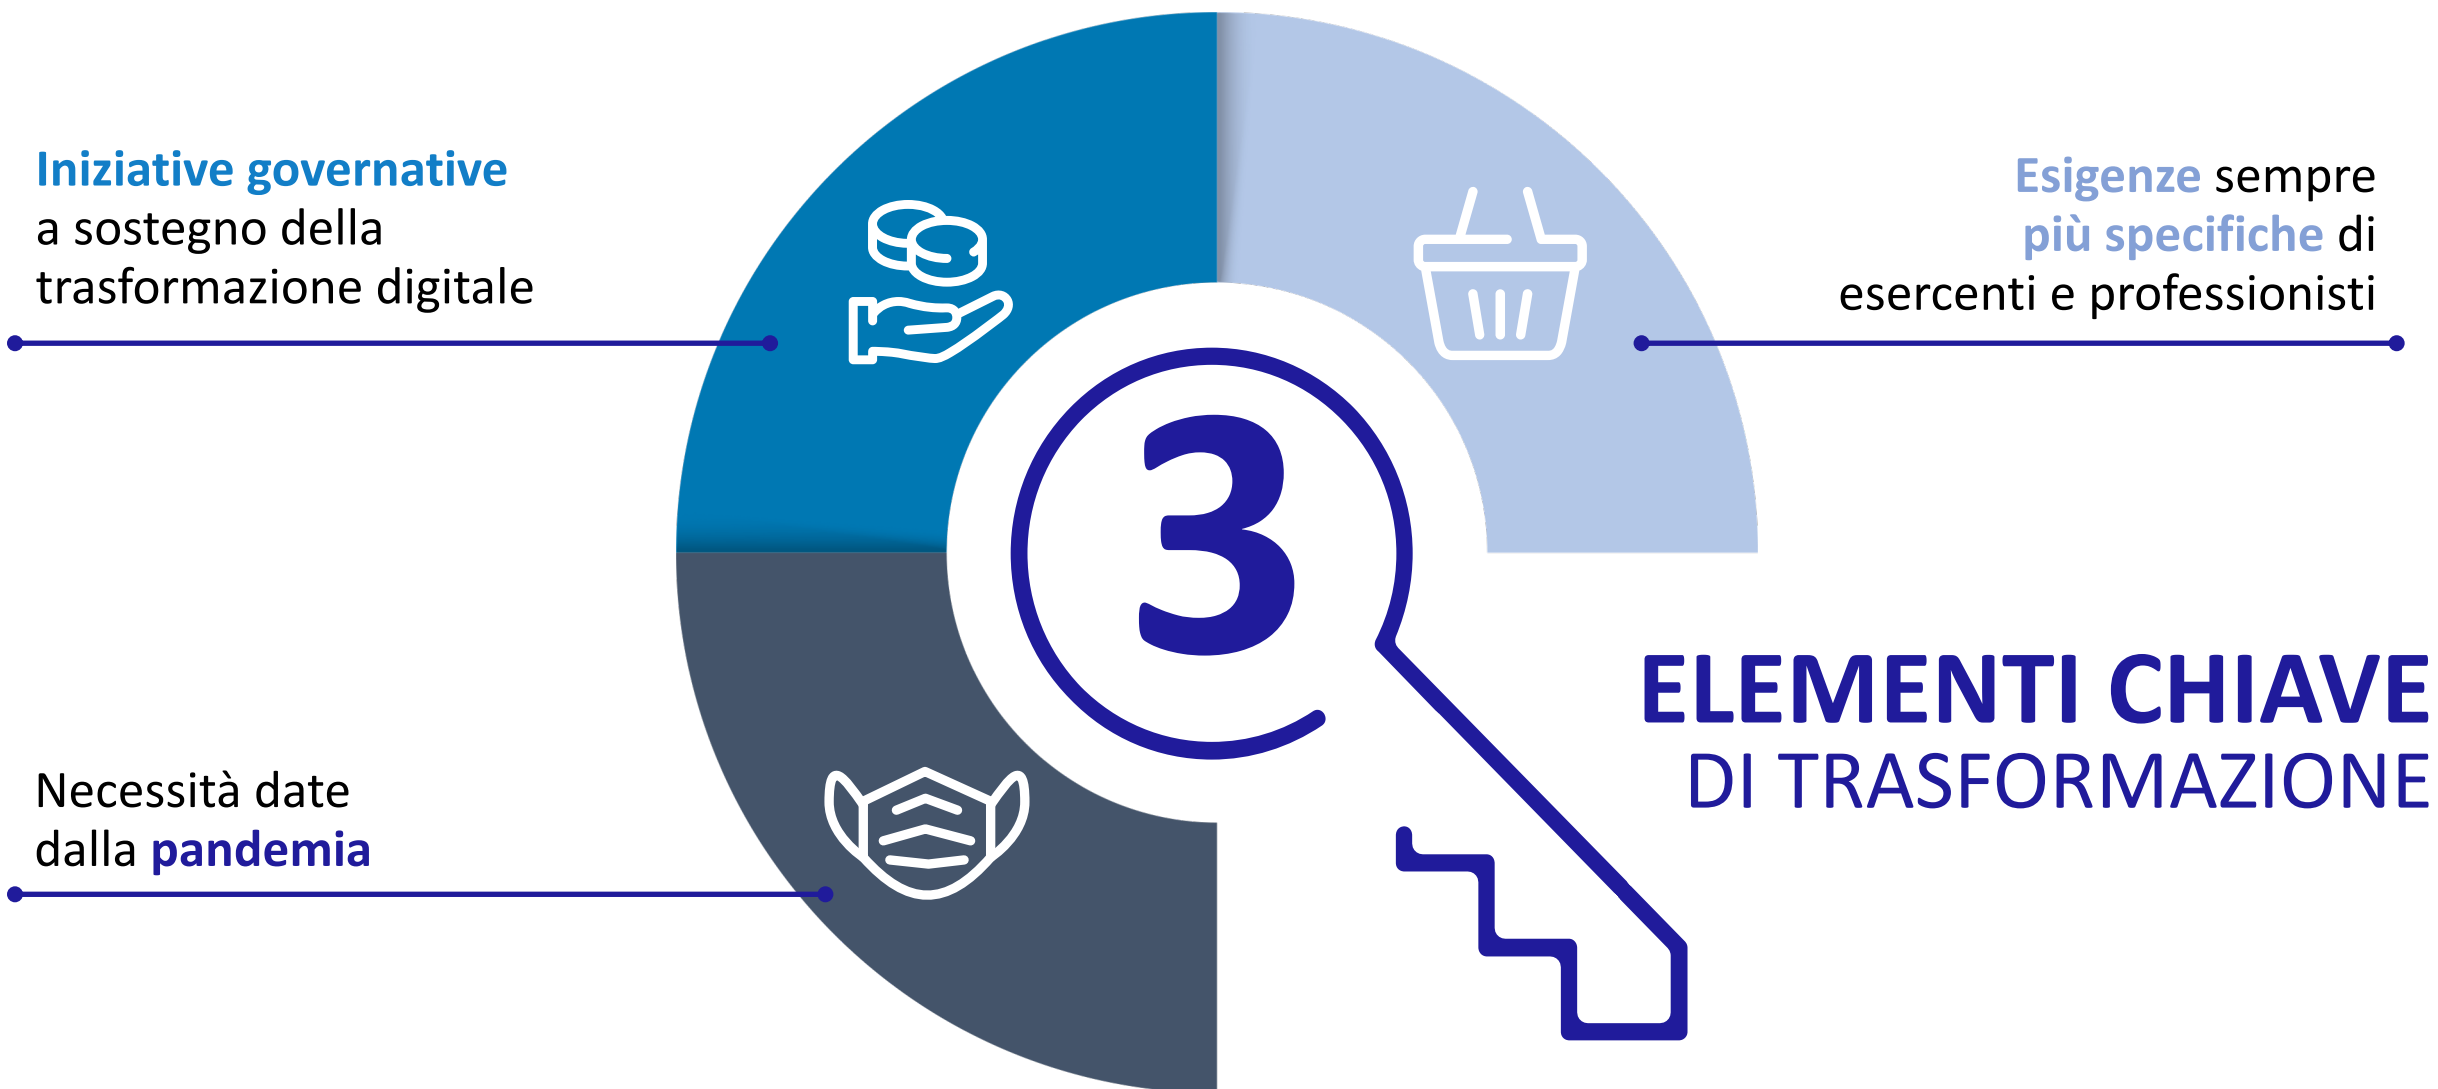 Iniziative governative
a sostegno della
trasformazione digitale
Esigenze sempre
più specifiche di
esercenti e professionisti
3
ELEMENTI CHIAVE
DI TRASFORMAZIONE
Necessità date
dalla pandemia